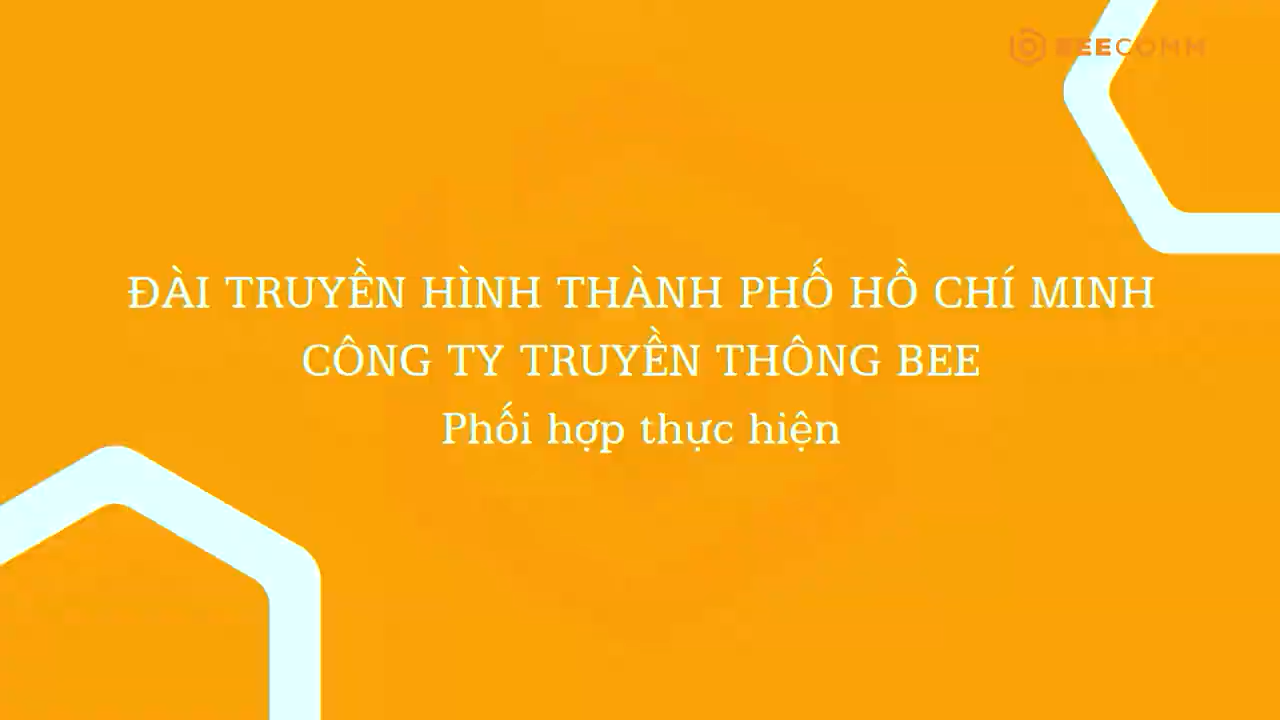 BEECOMM
ĐÀI TRUYỀN HÌNH THÀNH PHỐ HỒ CHÍ MINH
CÔNG TY TRUYỀN THÔNG BEE
Phối hợp thực hiện